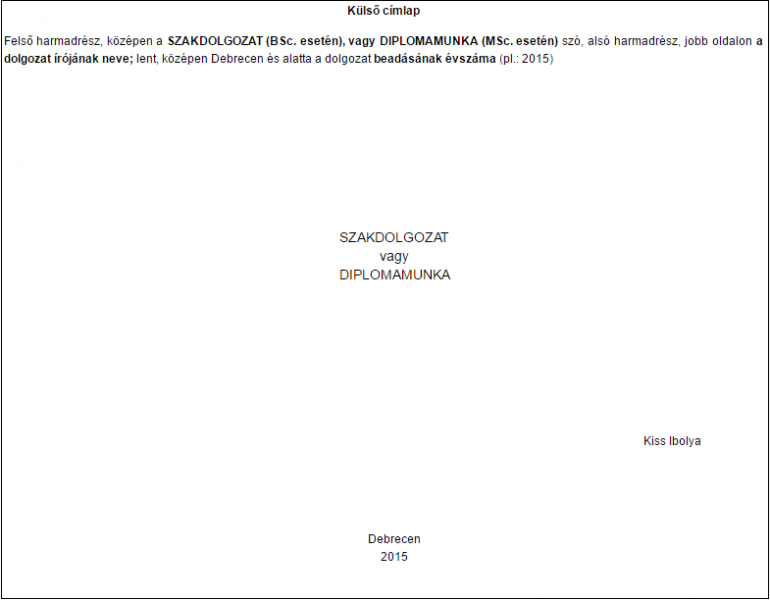 Külső címlap
Felső harmadrész, középen a SZAKDOLGOZAT (BSc. esetén), vagy DIPLOMAMUNKA (MSc. esetén) szó, alsó harmadrész, jobb oldalon a
dolgozat írójának neve; lent, középen Debrecen és alatta a dolgozat beadásának évszáma (pl.: 2015)
SZAKDOLGOZAT
vagy
DIPLOMAMUNKA
Kiss Ibolya
Debrecen
2015